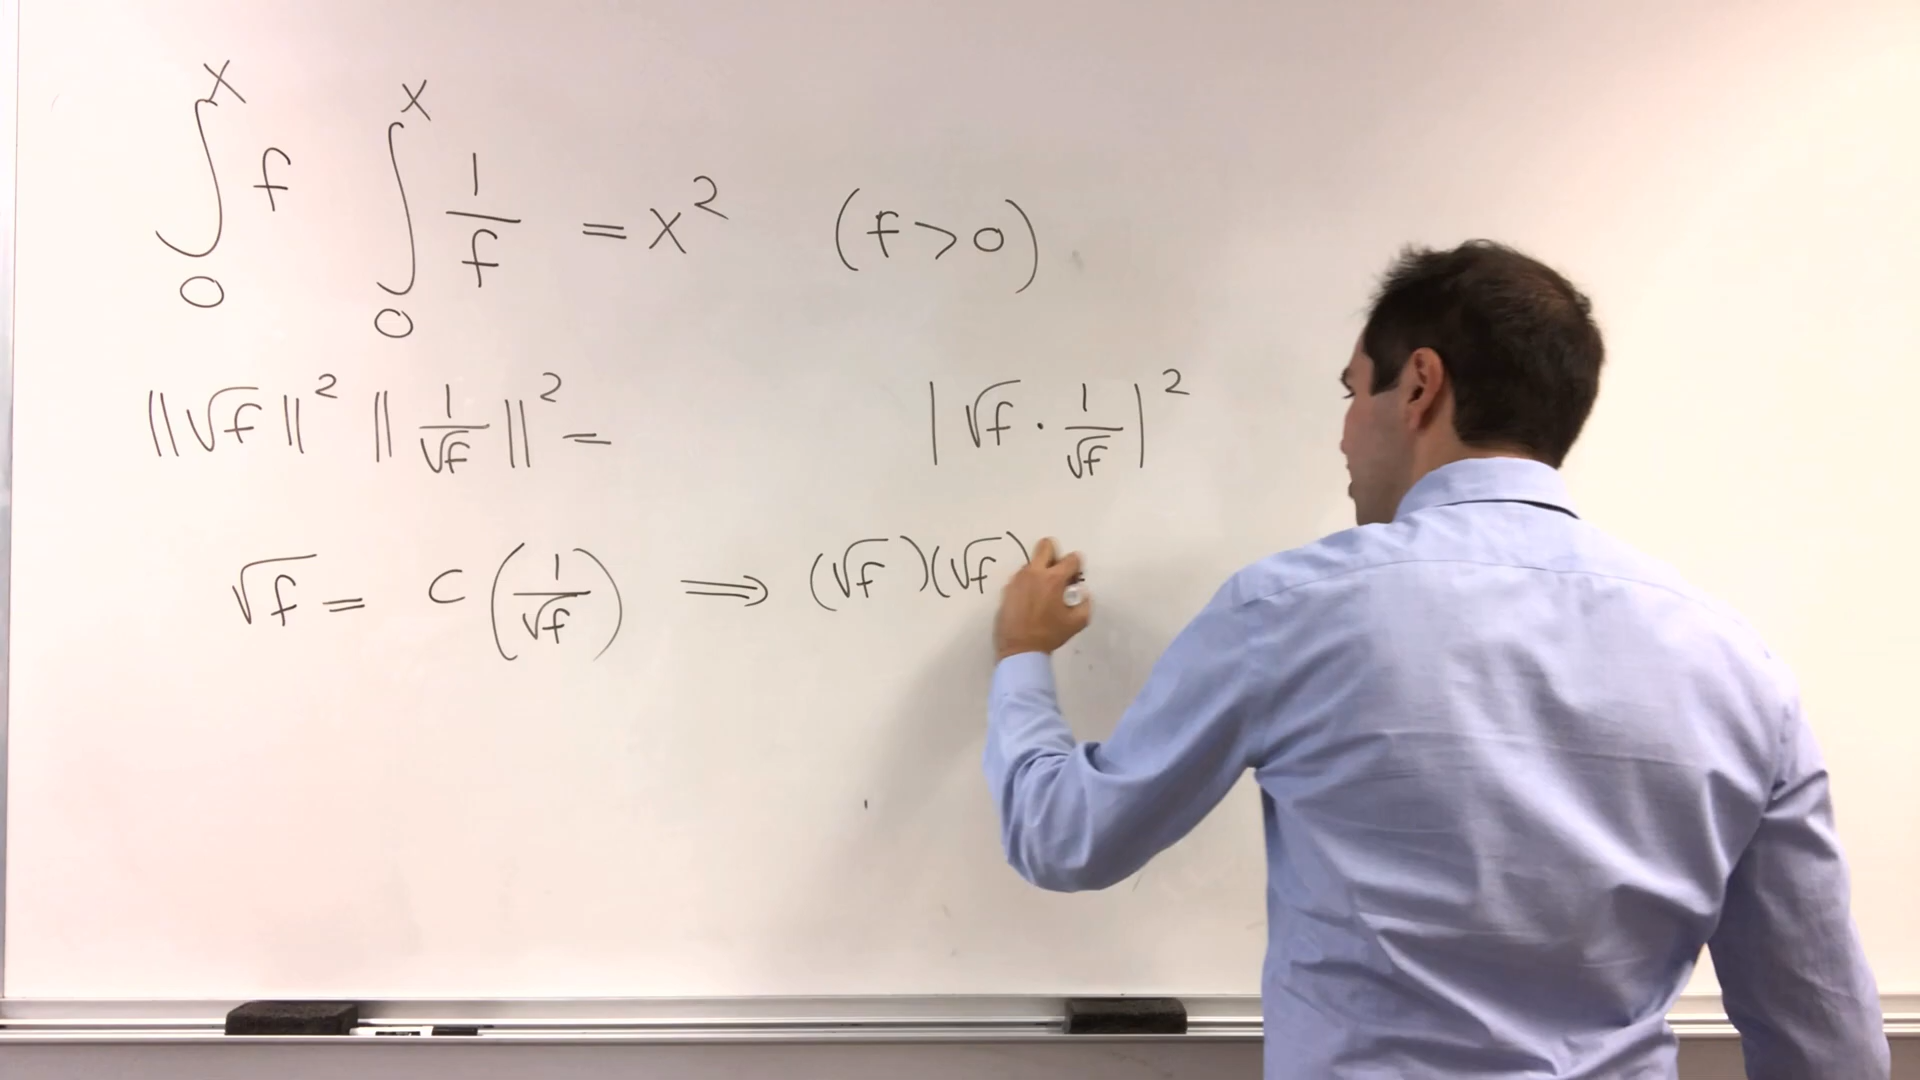 ∫₀ˣ f ∫₀ˣ 1/f = x² (f > 0)
||√f||² ||1/√f||² = |√f · 1/√f|²
√f = C (1/√f) ⟹ (√f)(√f) =